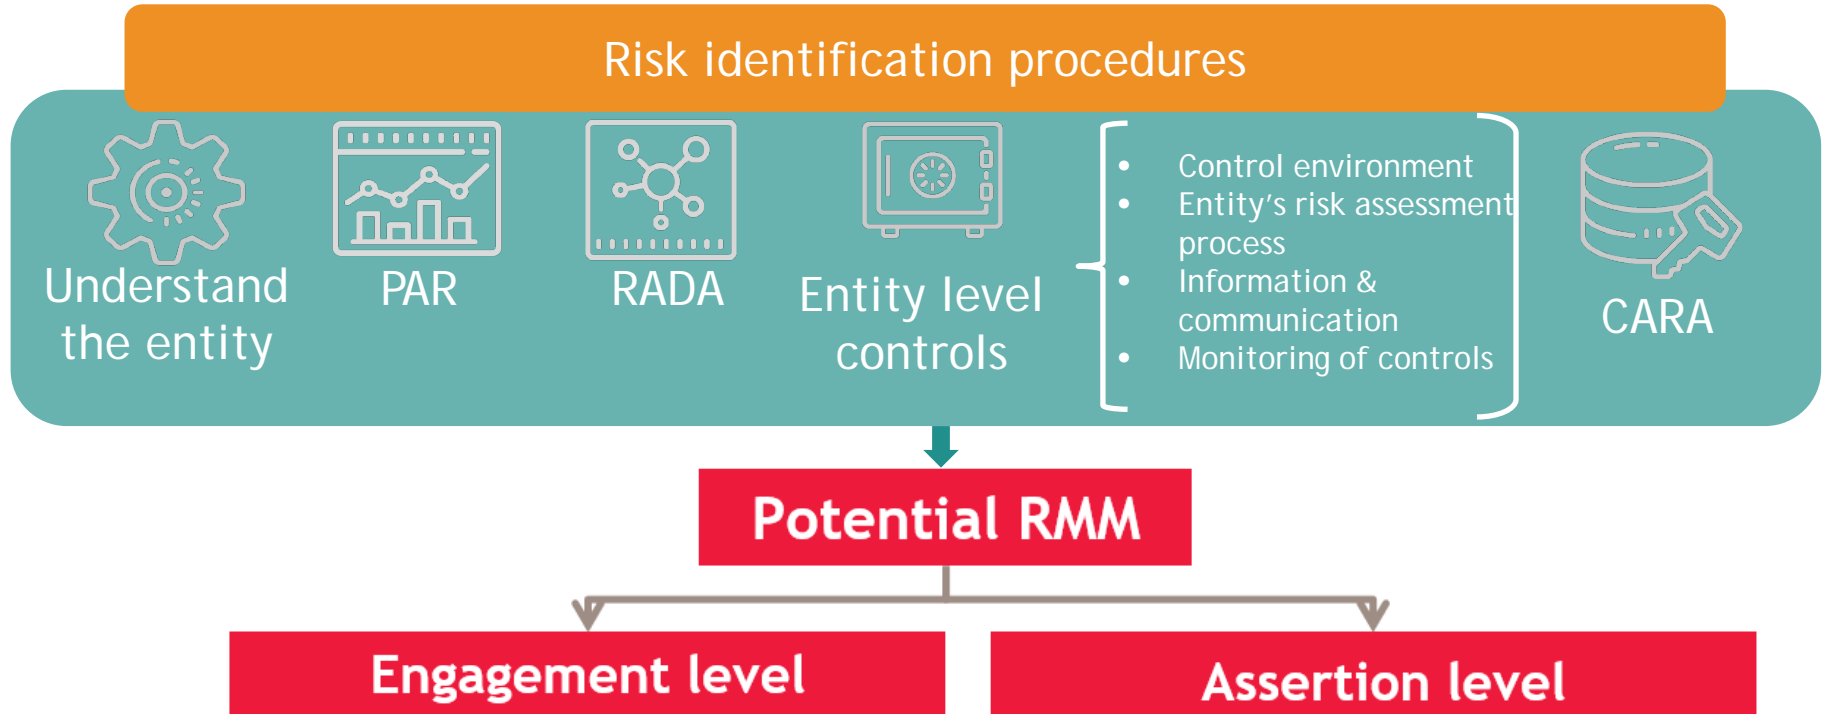 Risk identification procedures
Understand
the entity
PAR
RADA
Entity level
controls
• Control environment
• Entity's risk assessment
process
• Information &
communication
• Monitoring of controls
CARA
Potential RMM
Engagement level
Assertion level